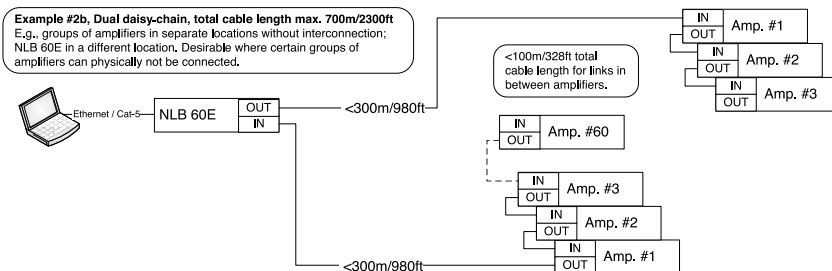 Example #2b, Dual daisy-chain, total cable length max. 700m/2300ft
E.g., groups of amplifiers in separate locations without interconnection;
NLB 60E in a different location. Desirable where certain groups of
amplifiers can physically not be connected.
IN
OUT
Amp. #1
IN
OUT
Amp. #2
IN
OUT
Amp. #3
<100m/328ft total
cable length for links in
between amplifiers.
Ethernet / Cat-5
NLB 60E
OUT
IN
<300m/980ft
IN
OUT
Amp. #60
IN
OUT
Amp. #3
IN
OUT
Amp. #2
IN
OUT
Amp. #1
<300m/980ft